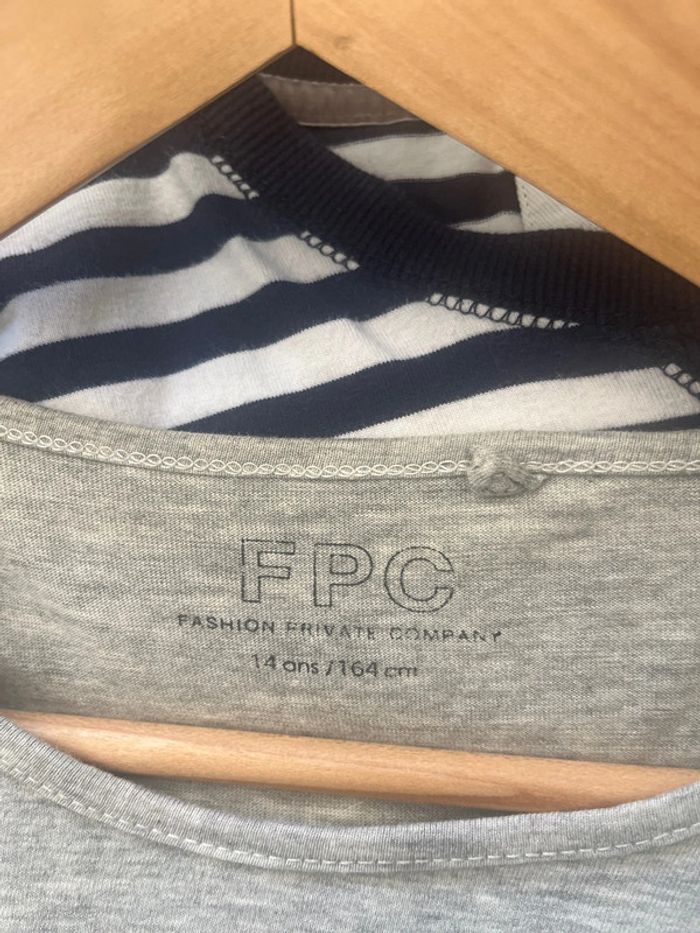 FPC
FASHION PRIVATE COMPANY
14 ans / 164 cm